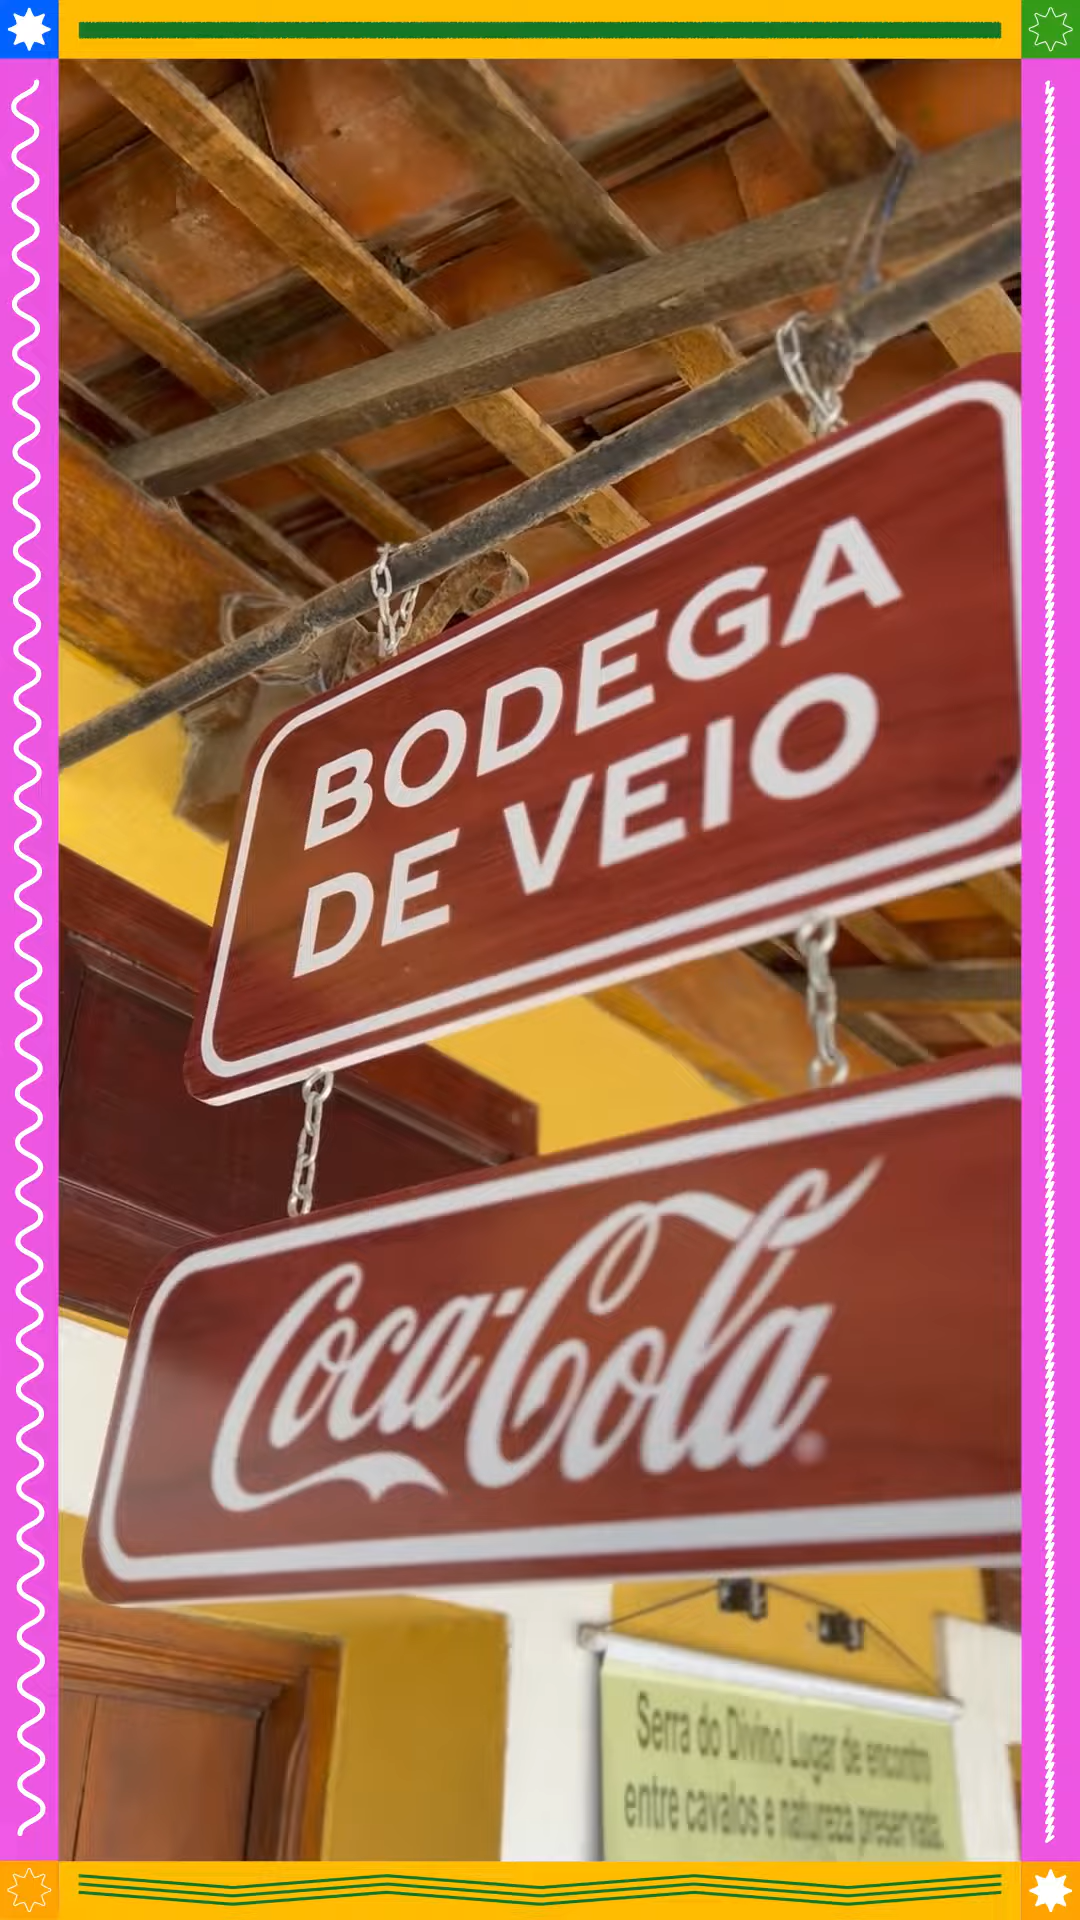 BODEGA
DE VEIO
Coca-Cola
Serra do Divino Lugar de encontro
entre cavalos e natureza preservada.